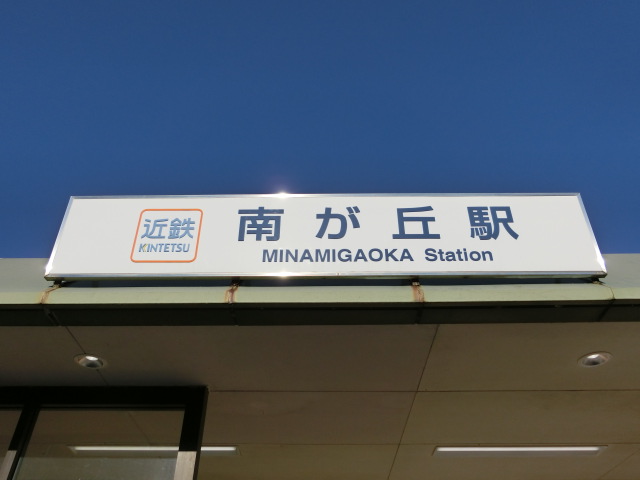 近鉄
KINTETSU
南が丘駅
MINAMIGAOKA Station